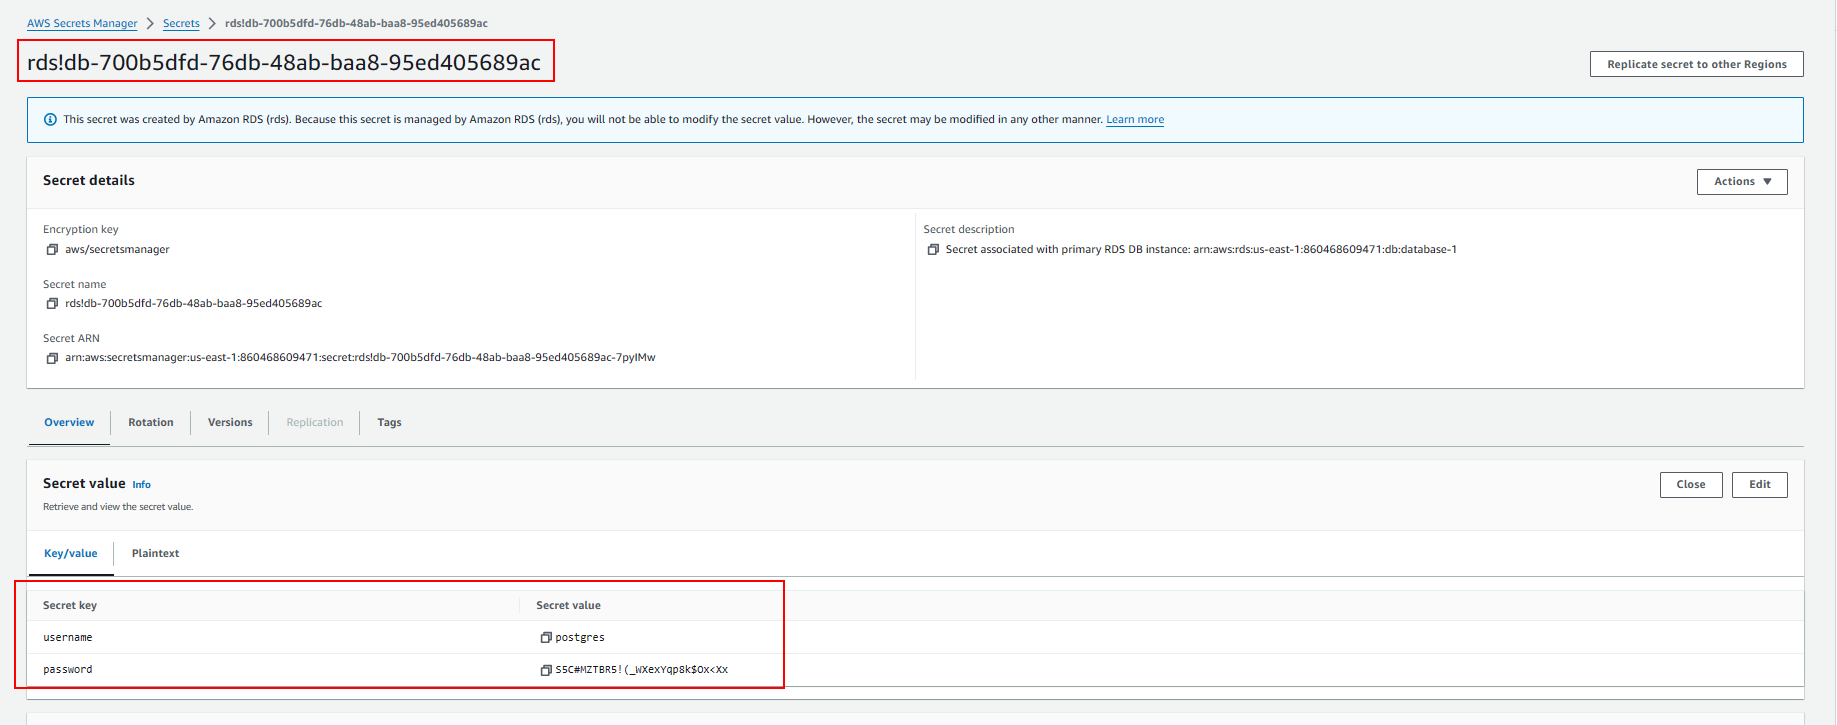 AWS Secrets Manager > Secrets > rds!db-700b5dfd-76db-48ab-baa8-95ed405689ac
rds!db-700b5dfd-76db-48ab-baa8-95ed405689ac
Replicate secret to other Regions
This secret was created by Amazon RDS (rds). Because this secret is managed by Amazon RDS (rds), you will not be able to modify the secret value. However, the secret may be modified in any other manner. Learn more
Secret details
Actions
Encryption key
aws/secretsmanager
Secret name
rds!db-700b5dfd-76db-48ab-baa8-95ed405689ac
Secret ARN
arn:aws:secretsmanager:us-east-1:860468609471:secret:rds!db-700b5dfd-76db-48ab-baa8-95ed405689ac-7pyIMw
Secret description
Secret associated with primary RDS DB instance: arn:aws:rds:us-east-1:860468609471:db:database-1
Overview Rotation Versions Replication Tags
Secret value Info
Close Edit
Retrieve and view the secret value.
Key/value Plaintext
Secret key Secret value
username postgres
password S5C#MZTBR5!(_WXexYqp8k$Ox<Xx